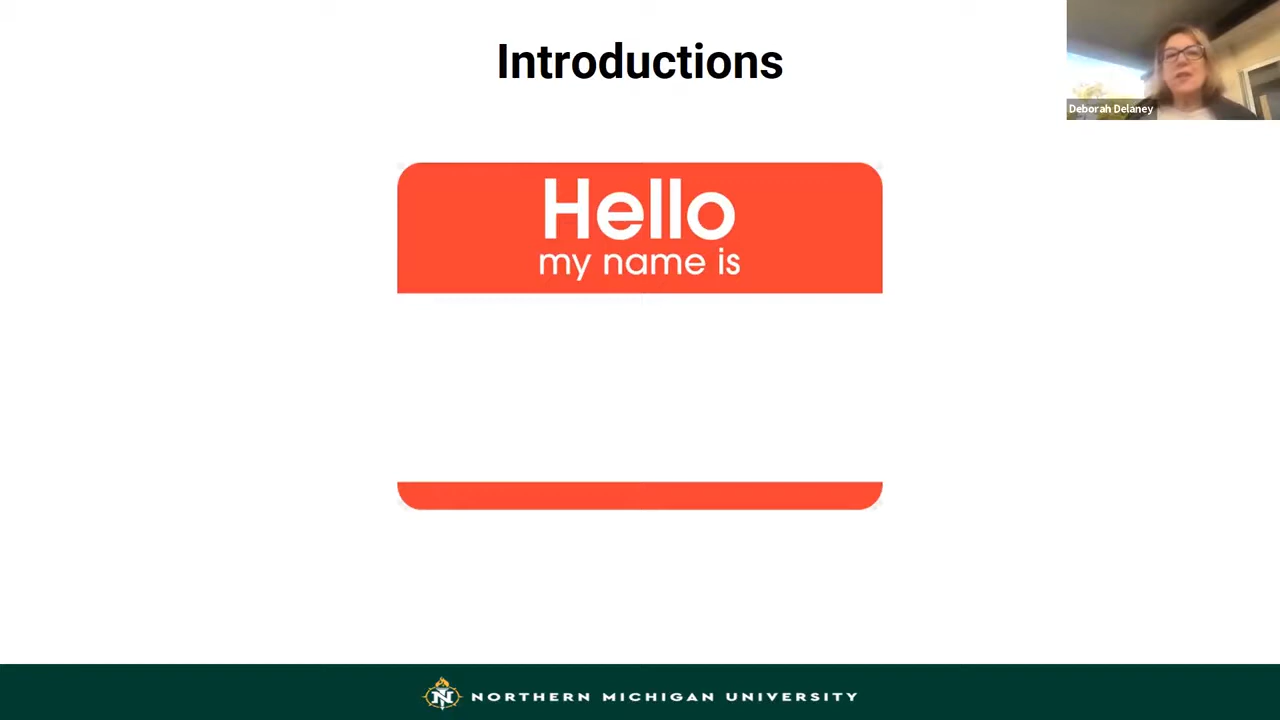 Introductions
Deborah Delaney
Hello
my name is
NORTHERN MICHIGAN UNIVERSITY